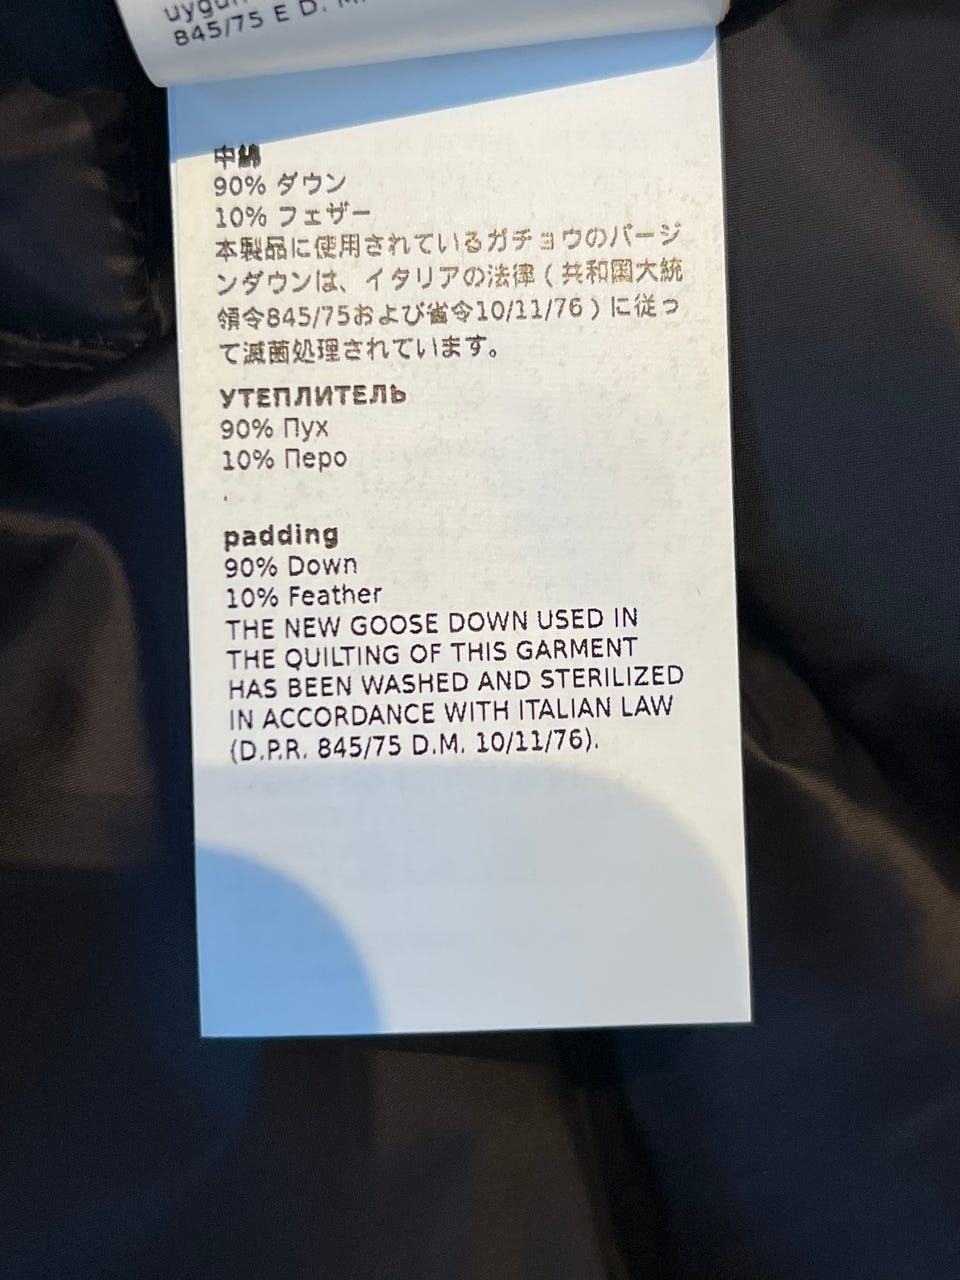 uygun
845/75 E D. M.
中綿
90% ダウン
10% フェザー
本製品に使用されているガチョウのバージ
ンダウンは、イタリアの法律（共和国大統
領令845/75および省令10/11/76）に従っ
て滅菌処理されています。
УТЕПЛИТЕЛЬ
90% Пух
10% Перо
.
padding
90% Down
10% Feather
THE NEW GOOSE DOWN USED IN
THE QUILTING OF THIS GARMENT
HAS BEEN WASHED AND STERILIZED
IN ACCORDANCE WITH ITALIAN LAW
(D.P.R. 845/75 D.M. 10/11/76).